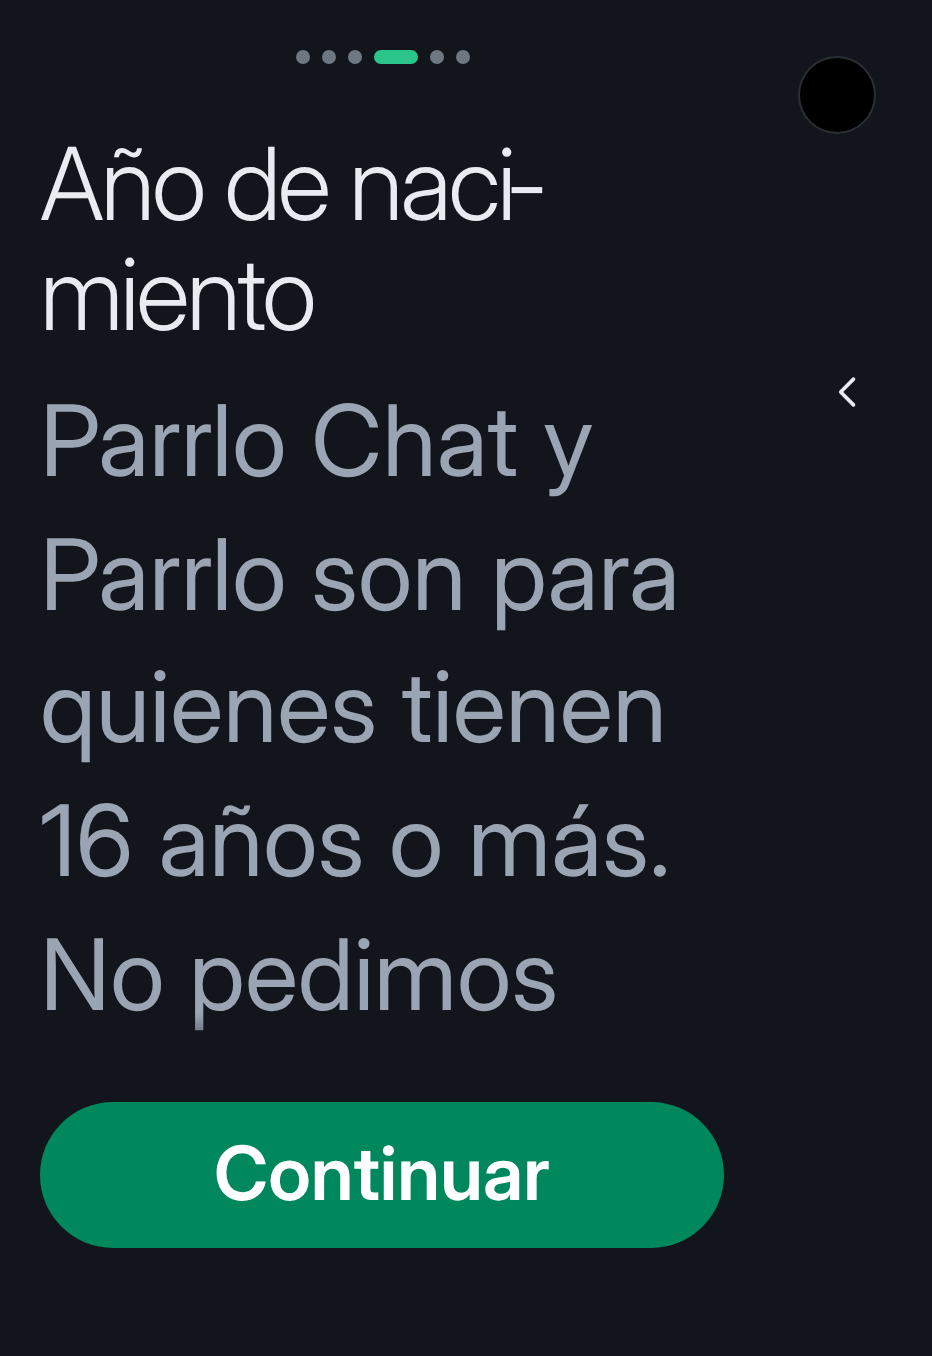 Año de naci-
miento
Parrlo Chat y
Parrlo son para
quienes tienen
16 años o más.
No pedimos
Continuar